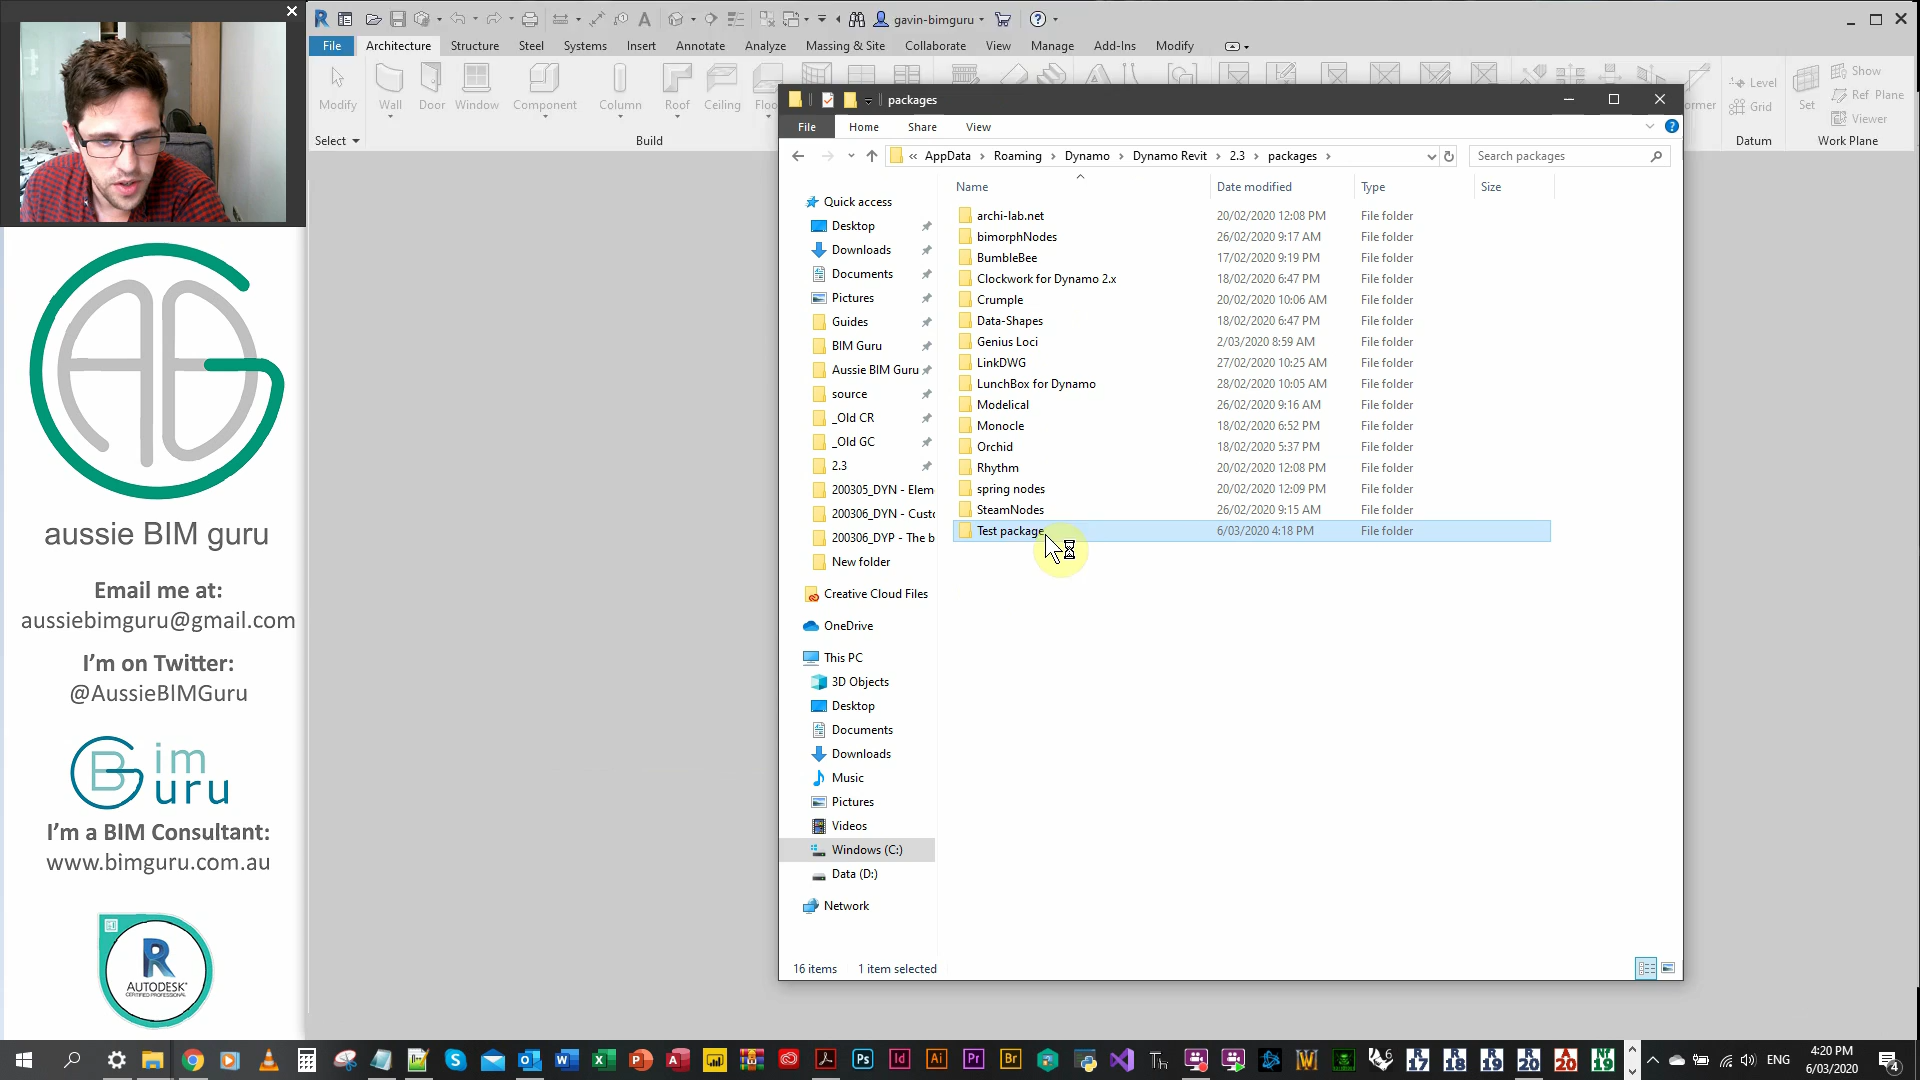 gavin-bimguru
File
Architecture
Structure
Steel
Systems
Insert
Annotate
Analyze
Massing & Site
Collaborate
View
Manage
Add-Ins
Modify
Modify
Wall
Door
Window
Component
Column
Roof
Ceiling
Floo
ormer
Level
Grid
Set
Show
Ref Plane
Viewer
Select
Build
Datum
Work Plane
packages
File
Home
Share
View
« AppData › Roaming › Dynamo › Dynamo Revit › 2.3 › packages ›
Search packages
Name Date modified Type Size
archi-lab.net 20/02/2020 12:08 PM File folder
bimorphNodes 26/02/2020 9:17 AM File folder
BumbleBee 17/02/2020 9:19 PM File folder
Clockwork for Dynamo 2.x 18/02/2020 6:47 PM File folder
Crumple 20/02/2020 10:06 AM File folder
Data-Shapes 18/02/2020 6:47 PM File folder
Genius Loci 2/03/2020 8:59 AM File folder
LinkDWG 27/02/2020 10:25 AM File folder
LunchBox for Dynamo 28/02/2020 10:05 AM File folder
Modelical 26/02/2020 9:16 AM File folder
Monocle 18/02/2020 6:52 PM File folder
Orchid 18/02/2020 5:37 PM File folder
Rhythm 20/02/2020 12:08 PM File folder
spring nodes 20/02/2020 12:09 PM File folder
SteamNodes 26/02/2020 9:15 AM File folder
Test package 6/03/2020 4:18 PM File folder
Quick access
Desktop
Downloads
Documents
Pictures
Guides
BIM Guru
Aussie BIM Guru
source
_Old CR
_Old GC
2.3
200305_DYN - Elem
200306_DYN - Custo
200306_DYP - The b
New folder
Creative Cloud Files
OneDrive
This PC
3D Objects
Desktop
Documents
Downloads
Music
Pictures
Videos
Windows (C:)
Data (D:)
Network
16 items 1 item selected
aussie BIM guru
Email me at:
aussiebimguru@gmail.com
I'm on Twitter:
@AussieBIMGuru
Bim
Guru
I'm a BIM Consultant:
www.bimguru.com.au
R
AUTODESK
CERTIFIED PROFESSIONAL
ENG
4:20 PM
6/03/2020